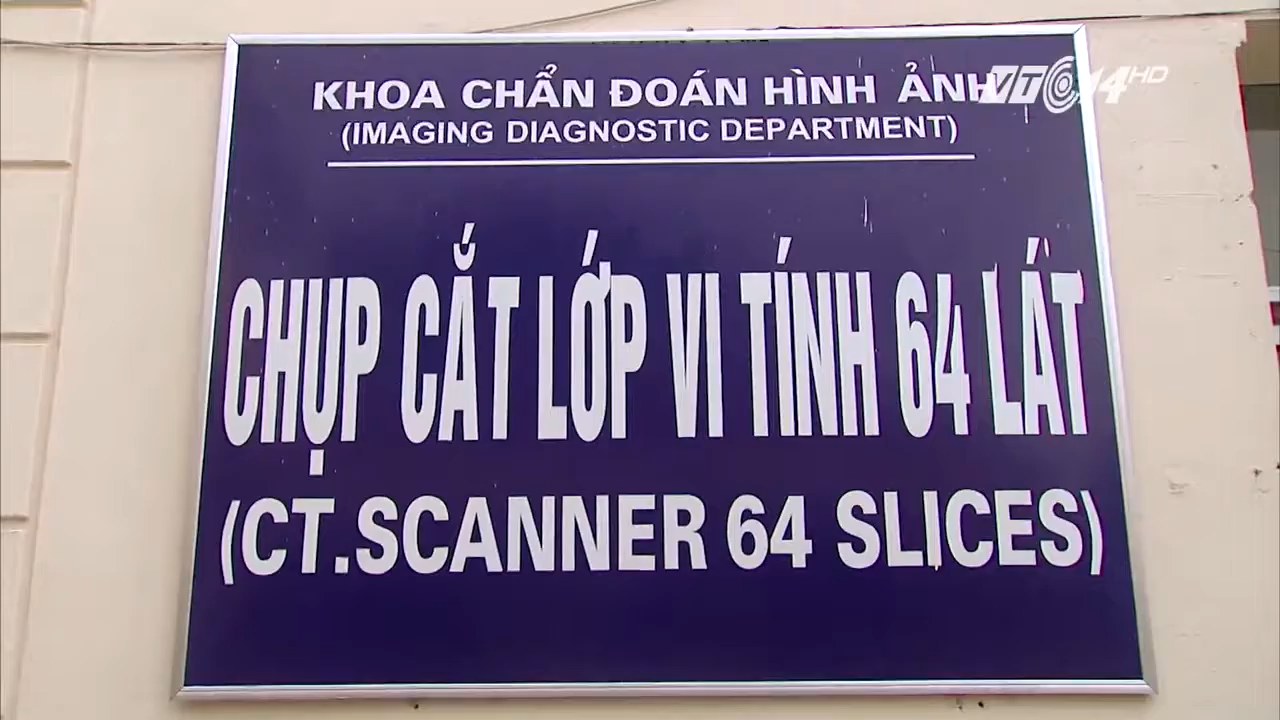 KHOA CHẨN ĐOÁN HÌNH ẢNH
VTC14 HD
(IMAGING DIAGNOSTIC DEPARTMENT)
CHỤP CẮT LỚP VI TÍNH 64 LÁT
(CT.SCANNER 64 SLICES)